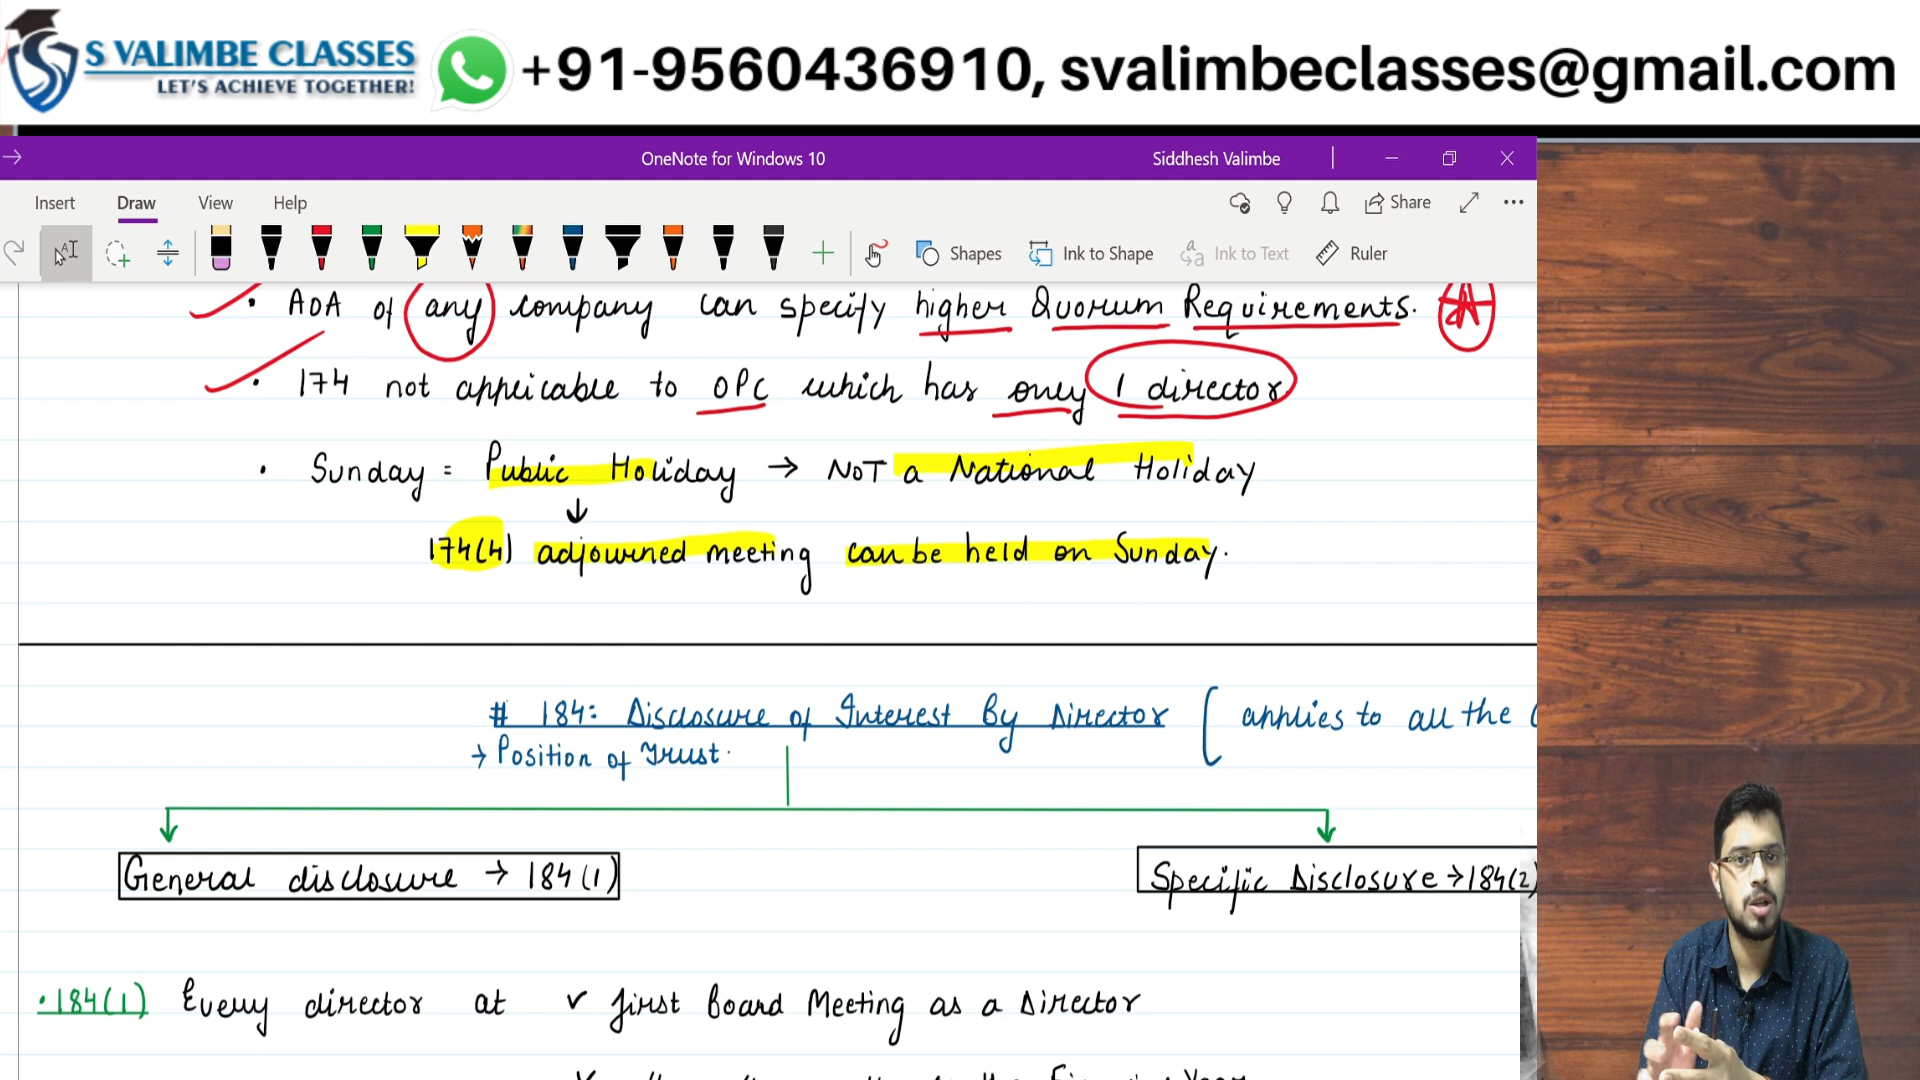 S VALIMBE CLASSES
LET'S ACHIEVE TOGETHER!
+91-9560436910, svalimbeclasses@gmail.com
OneNote for Windows 10
Siddhesh Valimbe
Insert Draw View Help
Share
Shapes Ink to Shape Ink to Text Ruler
• AOA of any company can specify higher Quorum Requirements.
• 174 not applicable to OPC which has only 1 director
• Sunday = Public Holiday → NOT a National Holiday
↓
174(4) adjourned meeting can be held on Sunday.
# 184: Disclosure of Interest By Director ( applies to all the
→ Position of Trust.
General disclosure → 184(1)
Specific Disclosure → 184(2)
• 184(1) Every director at ✓ first Board Meeting as a Director